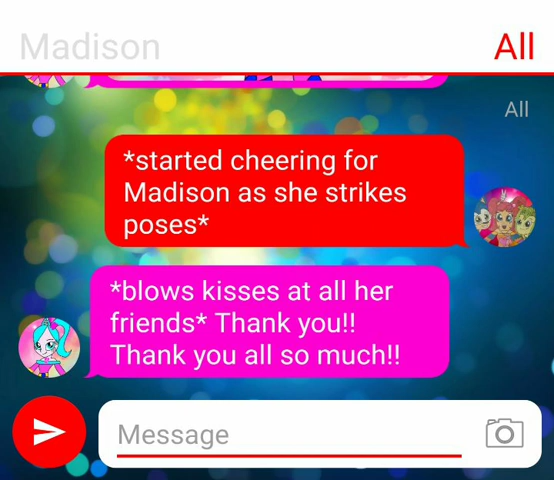 Madison
All
All
*started cheering for
Madison as she strikes
poses*
*blows kisses at all her
friends* Thank you!!
Thank you all so much!!
Message